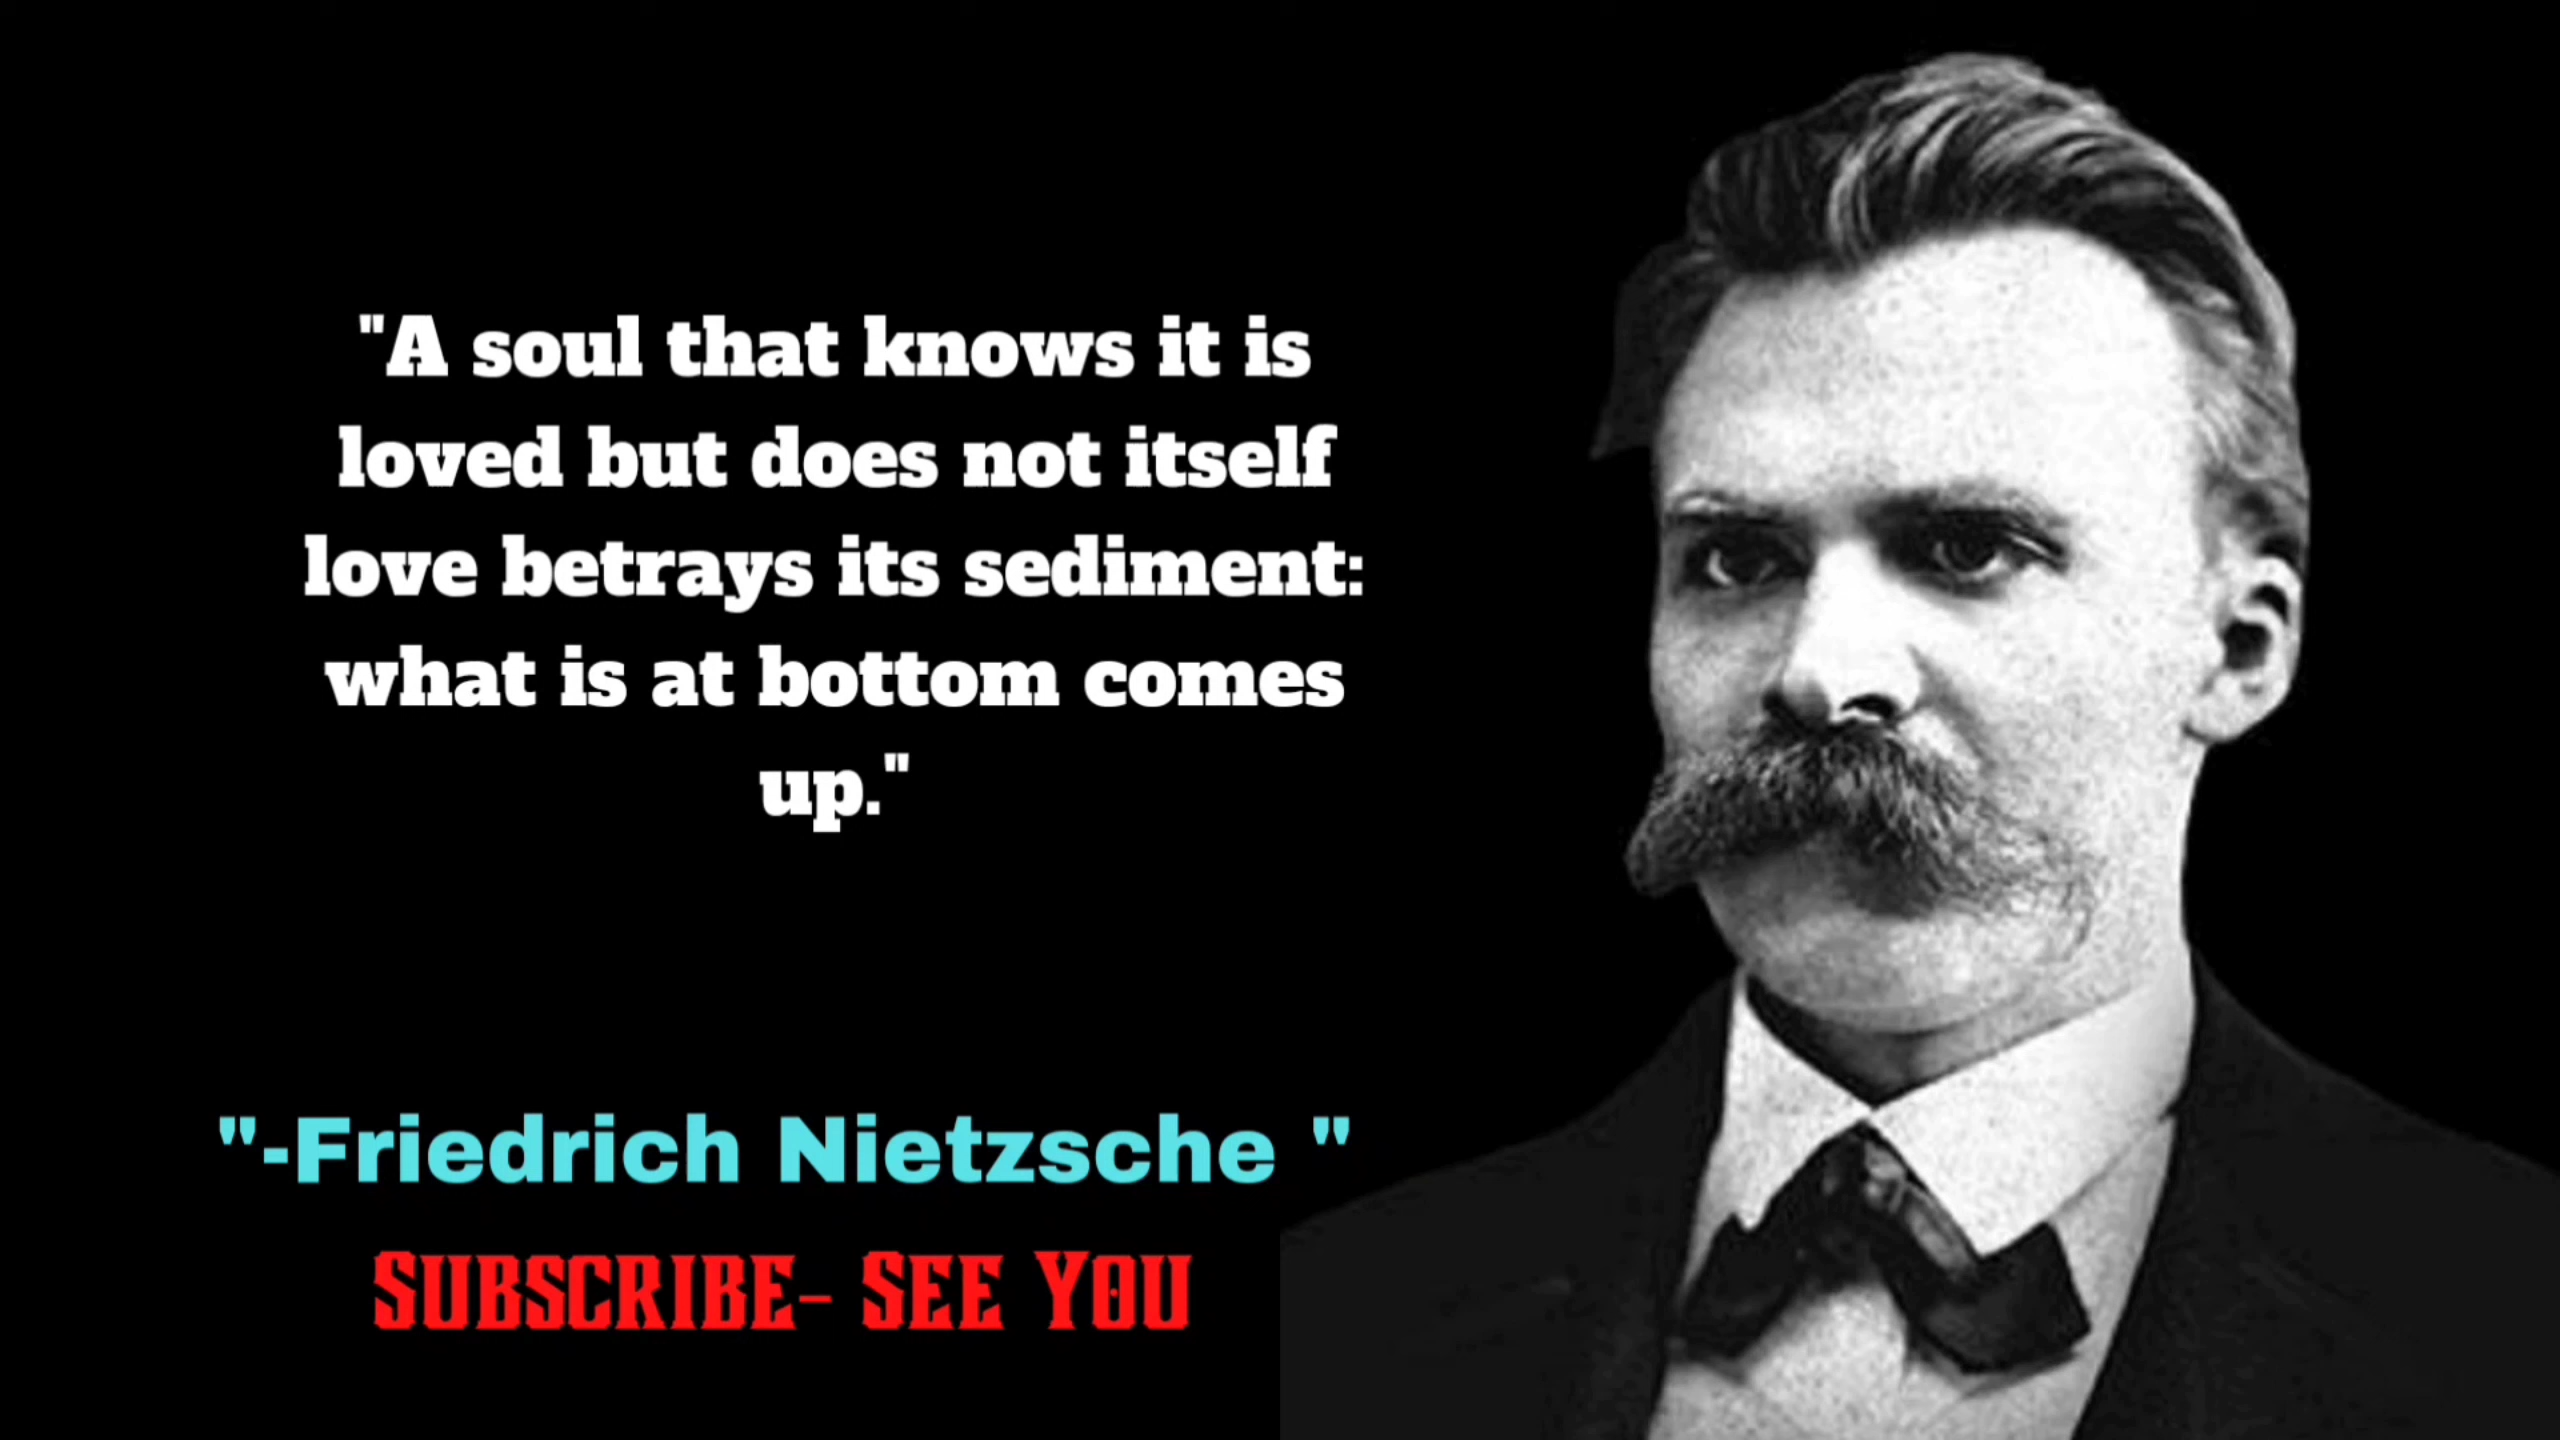 "A soul that knows it is
loved but does not itself
love betrays its sediment:
what is at bottom comes
up."
"-Friedrich Nietzsche "
SUBSCRIBE- SEE YOU